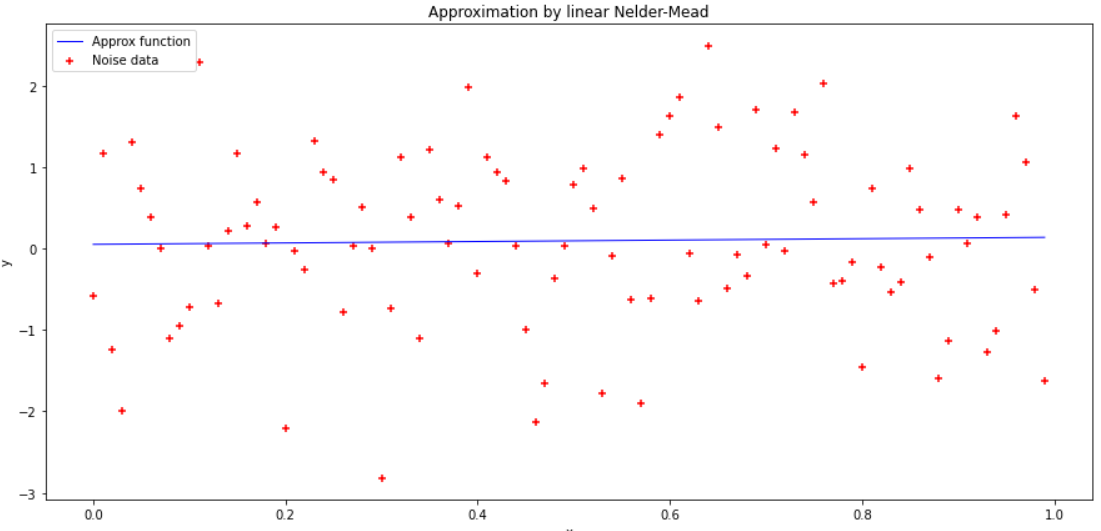 Approximation by linear Nelder-Mead
Approx function
Noise data
2
1
0
−1
−2
−3
y
0.0 0.2 0.4 0.6 0.8 1.0